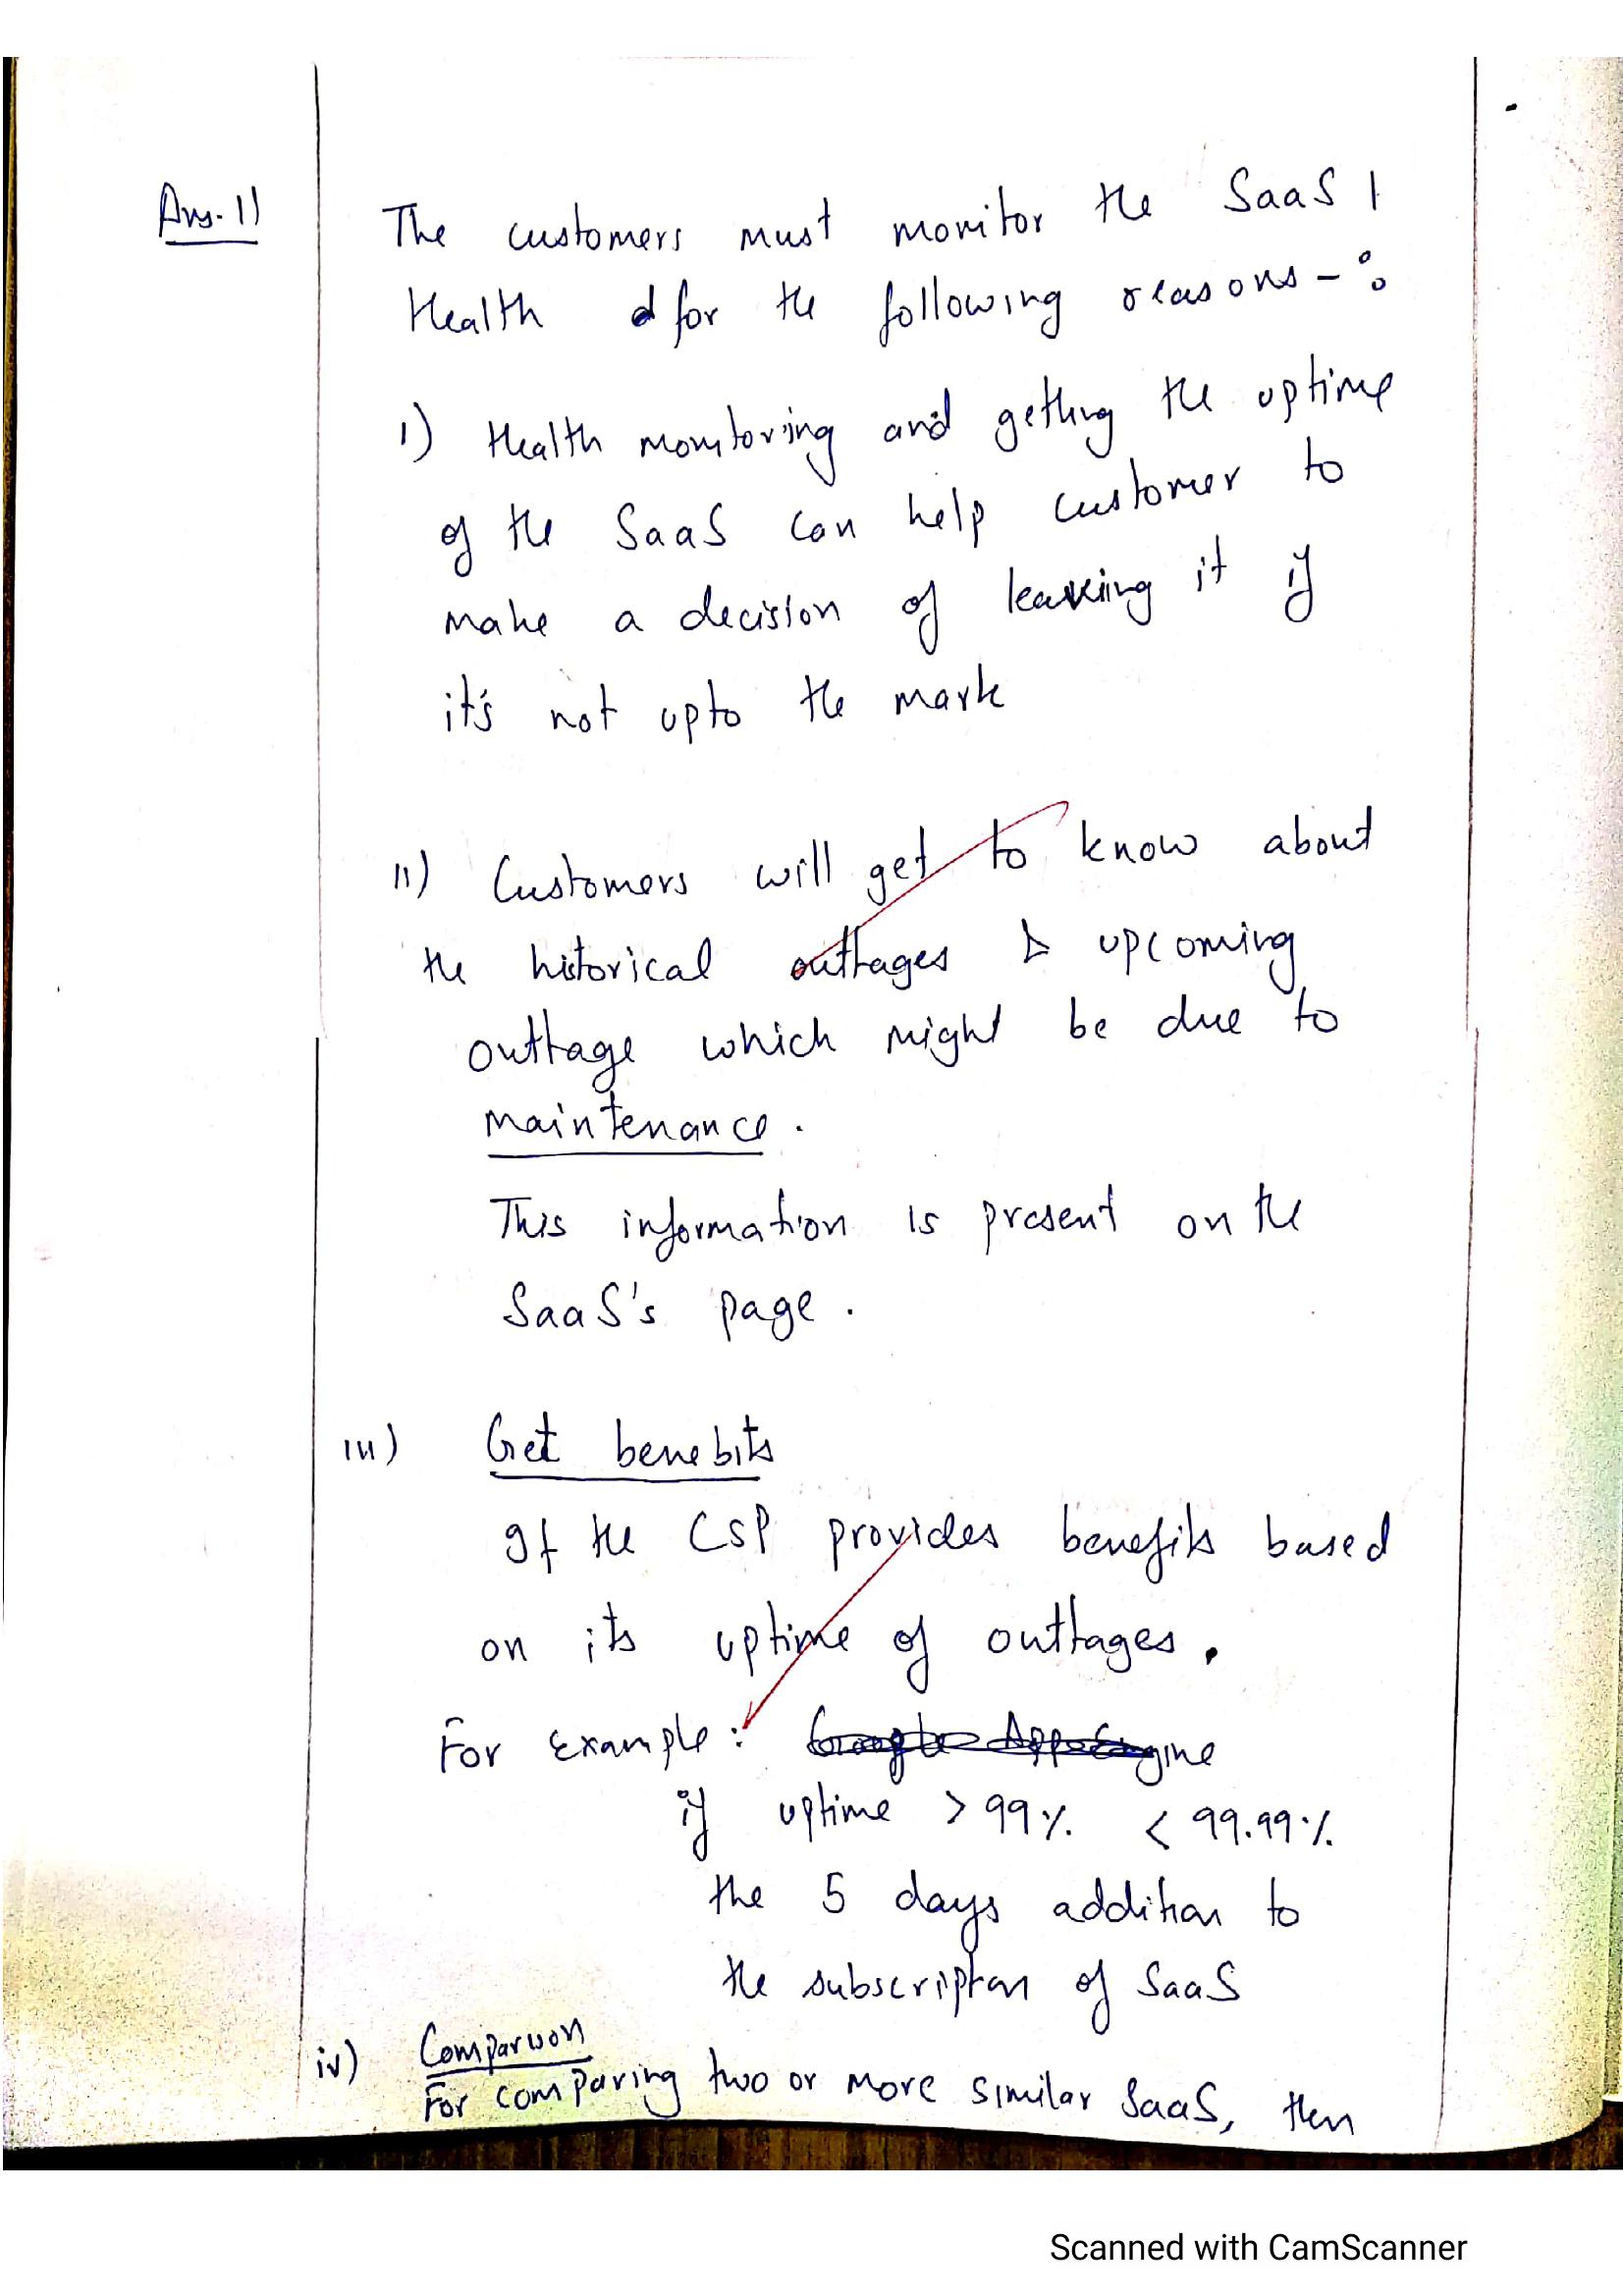 Ans. 1)
The customers must monitor the SaaS
Health for the following reasons -:
i) Health monitoring and getting the uptime
of the SaaS can help customer to
make a decision of leaving it if
it's not upto the mark
ii) Customers will get to know about
the historical outtages & upcoming
outtage which might be due to
maintenance.
This information is present on the
SaaS's page.
iii) Get benebits
If the CSP provides benefits based
on its uptime of outtages.
For Example:
if uptime > 99% < 99.99%
the 5 days addition to
the subscription of SaaS
iv) Comparison
For comparing two or more similar SaaS, then
Scanned with CamScanner